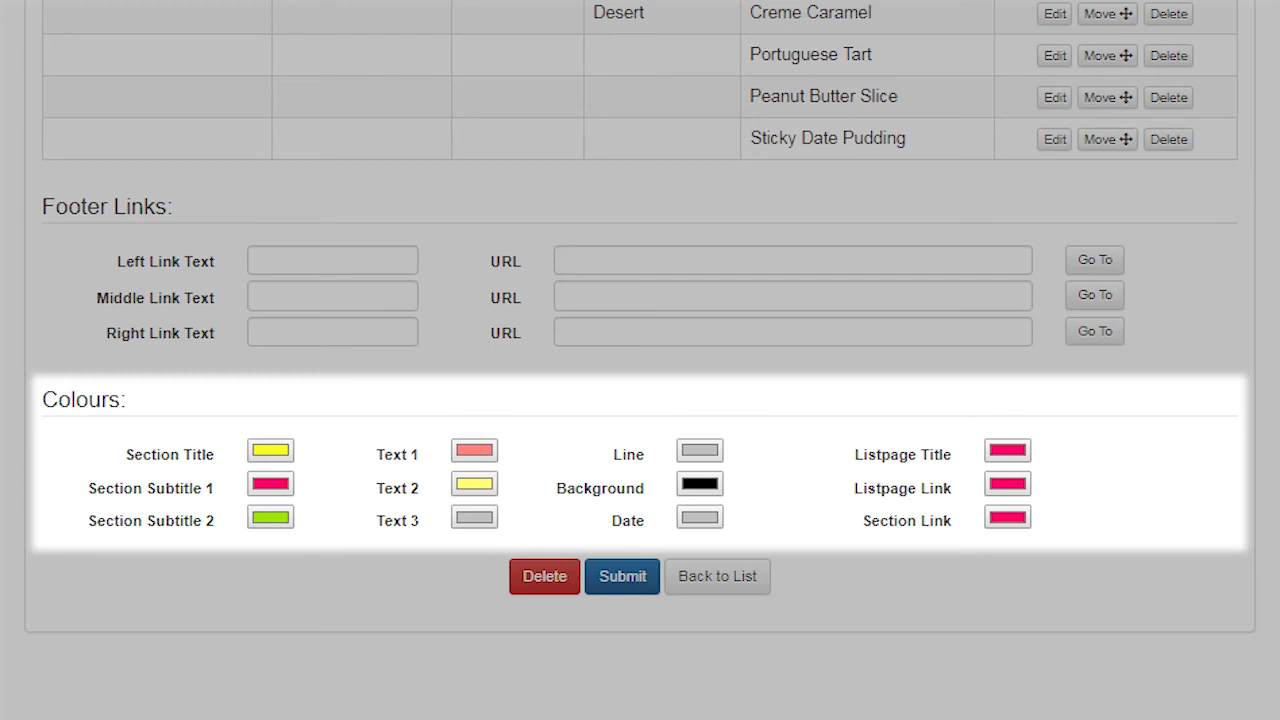 Desert Creme Caramel Edit Move Delete
Portuguese Tart Edit Move Delete
Peanut Butter Slice Edit Move Delete
Sticky Date Pudding Edit Move Delete
Footer Links:
Left Link Text URL Go To
Middle Link Text URL Go To
Right Link Text URL Go To
Colours:
Section Title Text 1 Line Listpage Title
Section Subtitle 1 Text 2 Background Listpage Link
Section Subtitle 2 Text 3 Date Section Link
Delete Submit Back to List